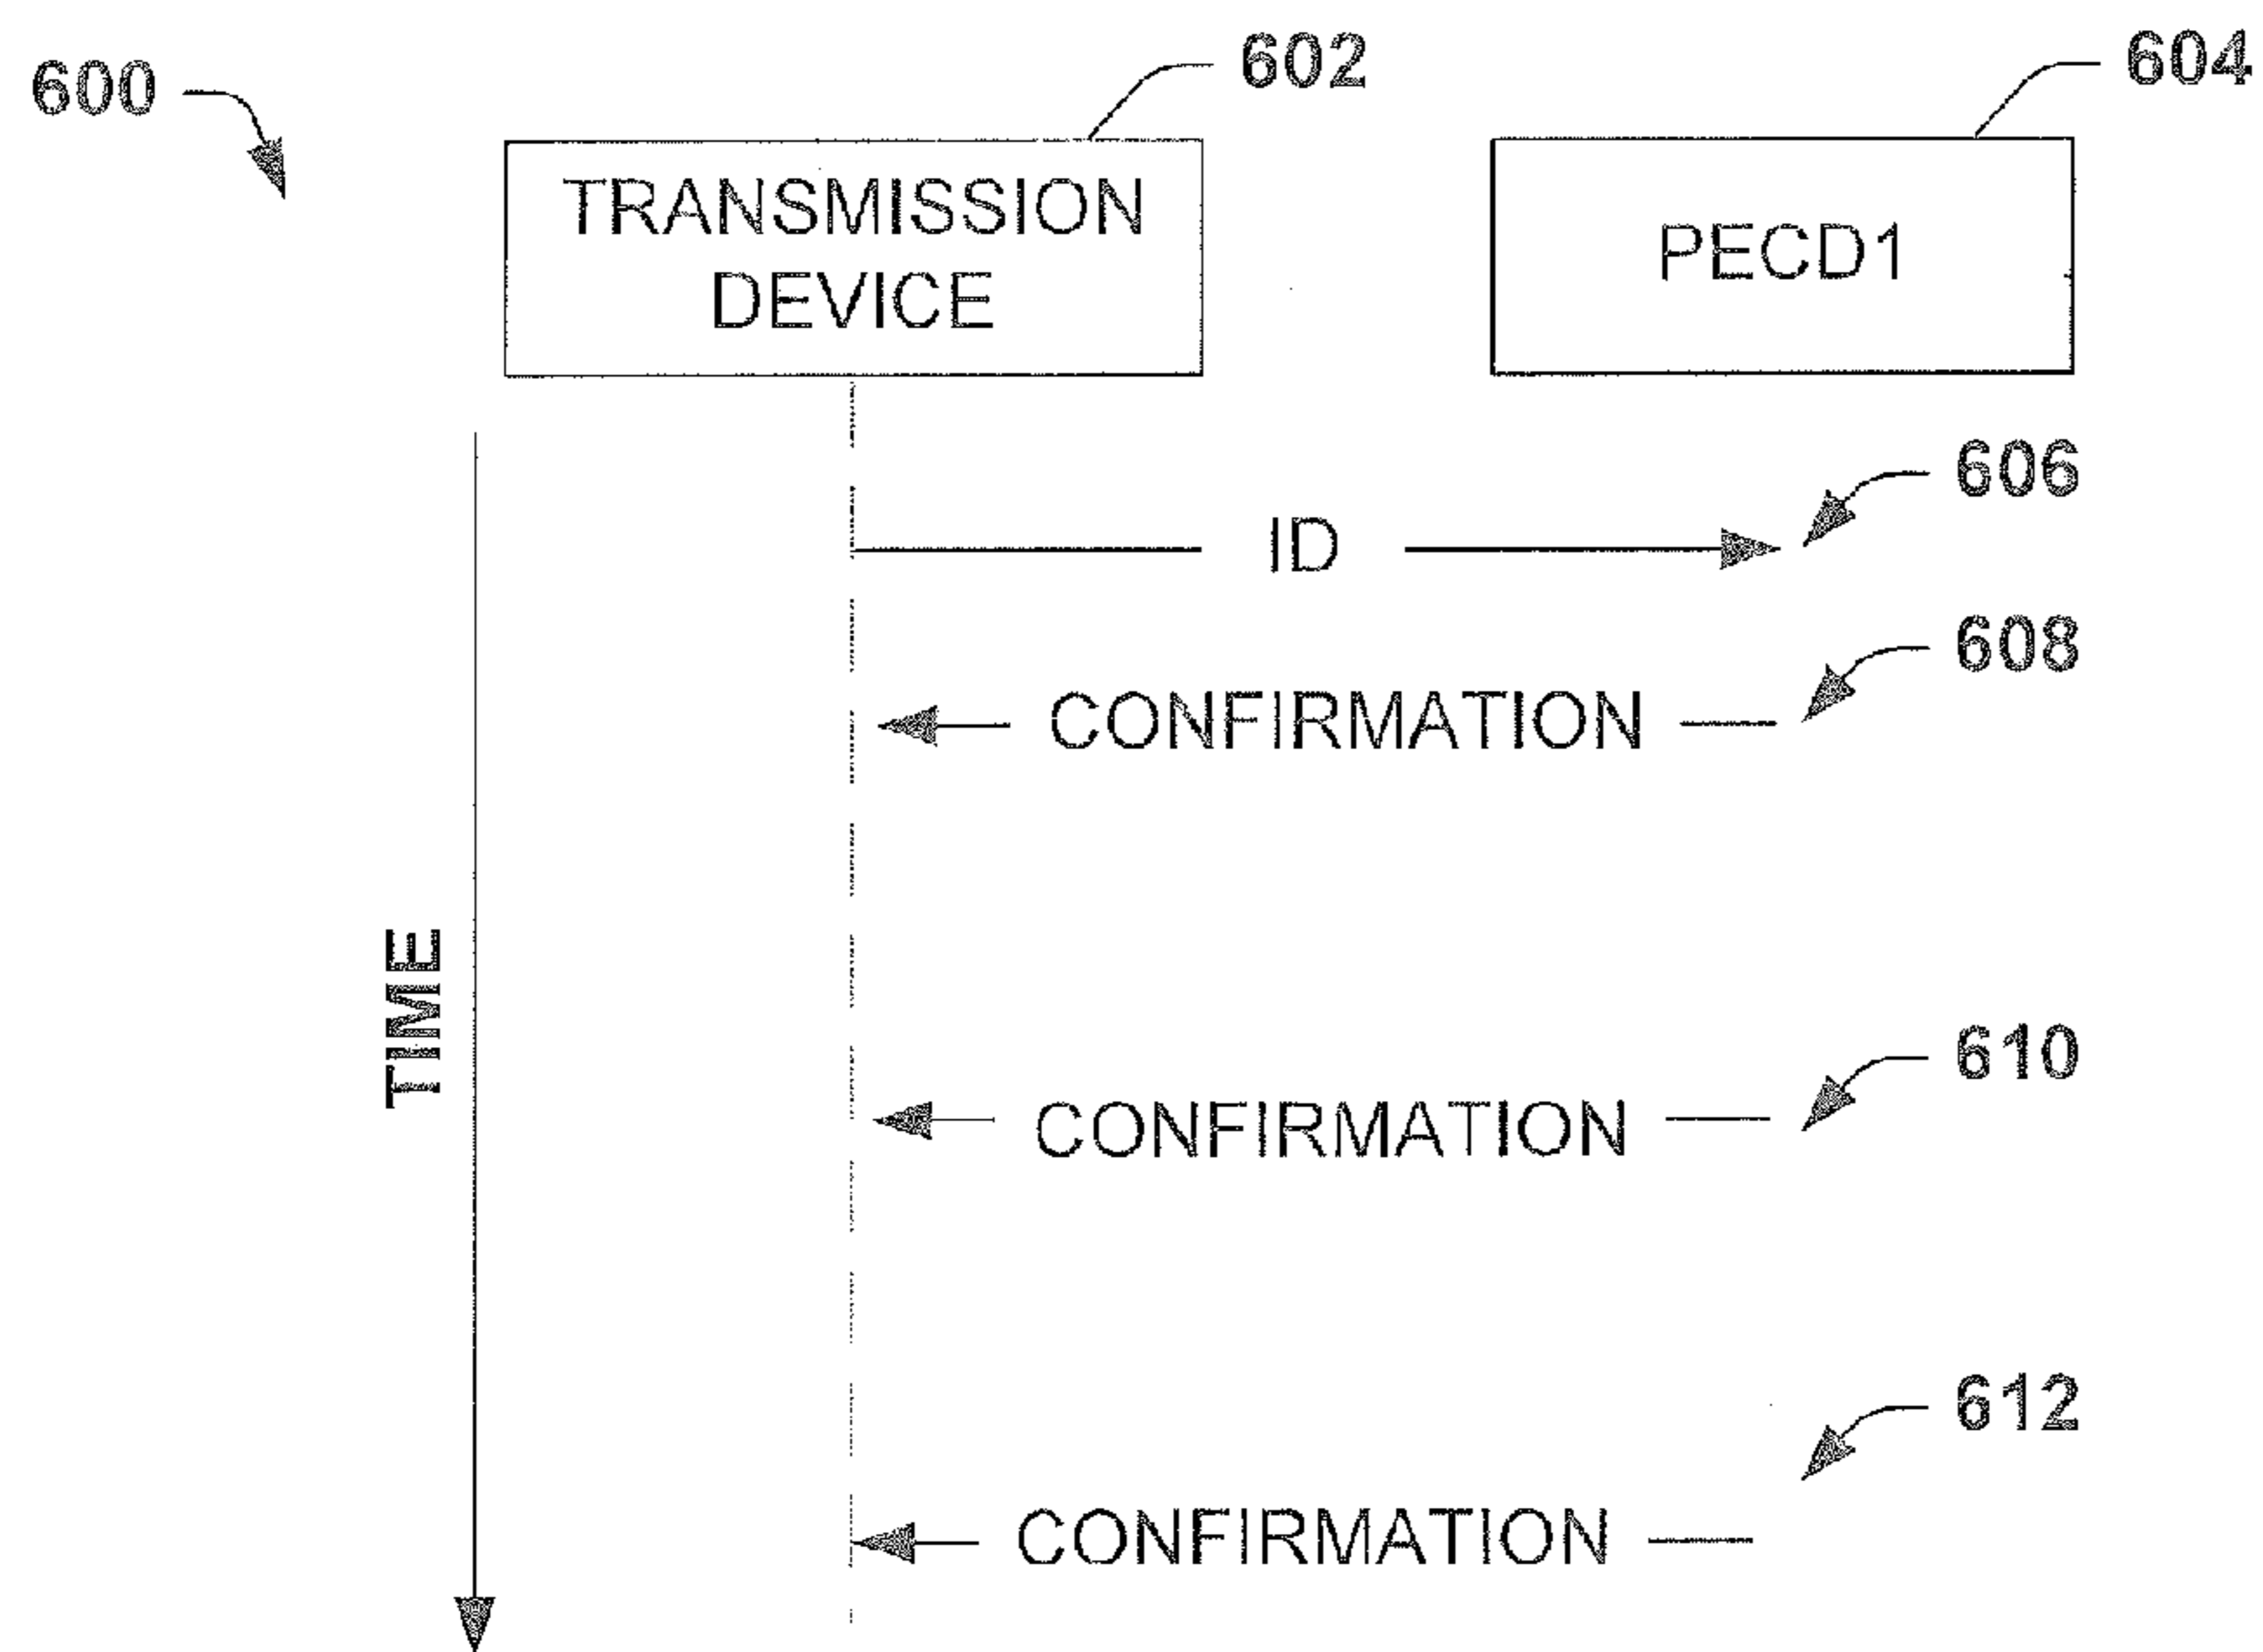 600
602
604
TRANSMISSION
DEVICE
PECD1
606
ID
608
CONFIRMATION
TIME
610
CONFIRMATION
612
CONFIRMATION